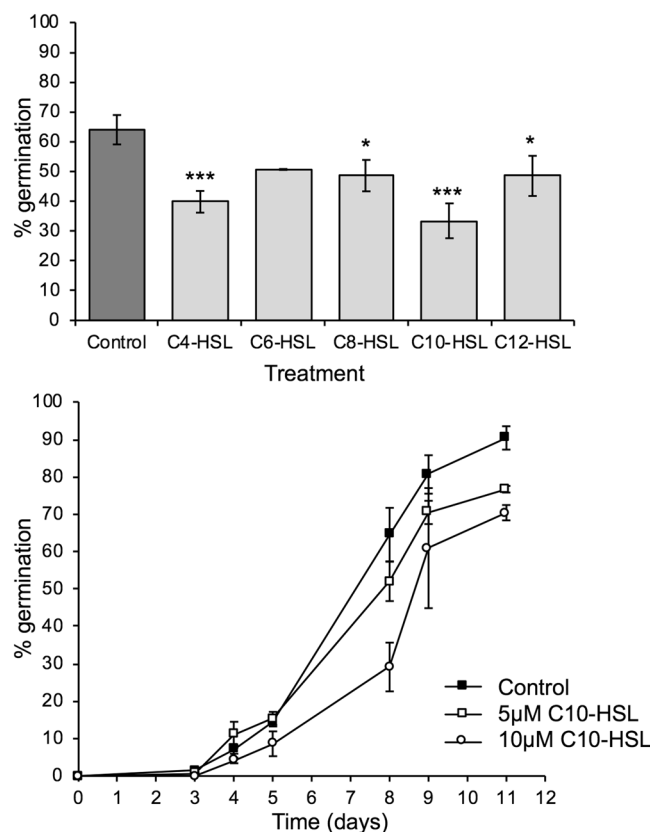 100
90
80
70
60
50
40
30
20
10
0
% germination
***
*
***
*
Control C4-HSL C6-HSL C8-HSL C10-HSL C12-HSL
Treatment
100
90
80
70
60
50
40
30
20
10
0
% germination
Control
5µM C10-HSL
10µM C10-HSL
0 1 2 3 4 5 6 7 8 9 10 11 12
Time (days)